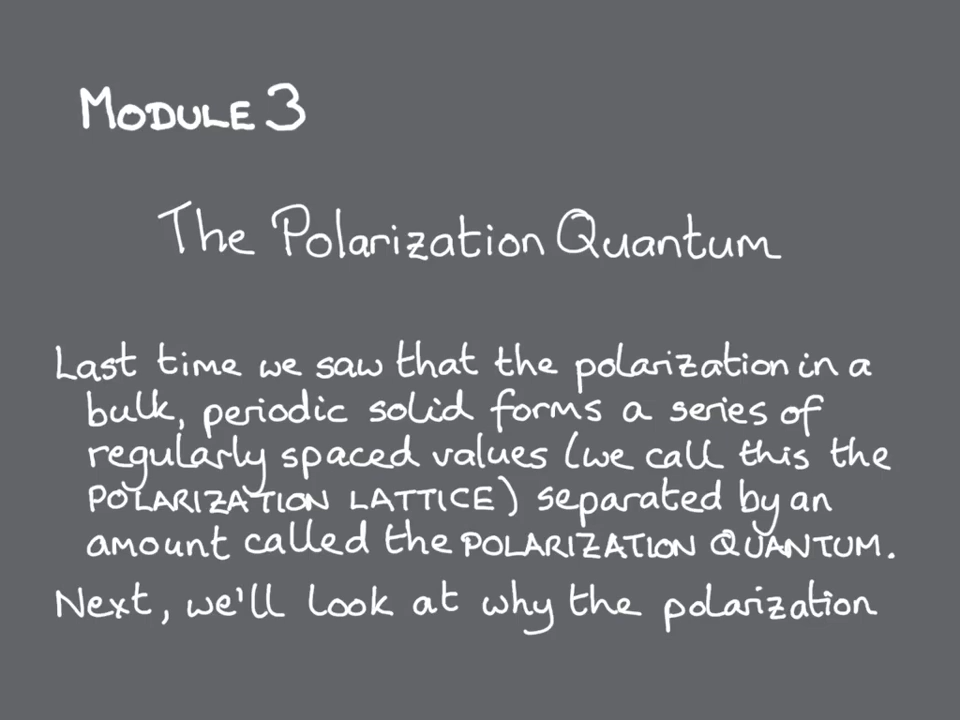 MODULE 3
The Polarization Quantum
Last time we saw that the polarization in a
bulk, periodic solid forms a series of
regularly spaced values (we call this the
POLARIZATION LATTICE) separated by an
amount called the POLARIZATION QUANTUM.
Next, we'll look at why the polarization